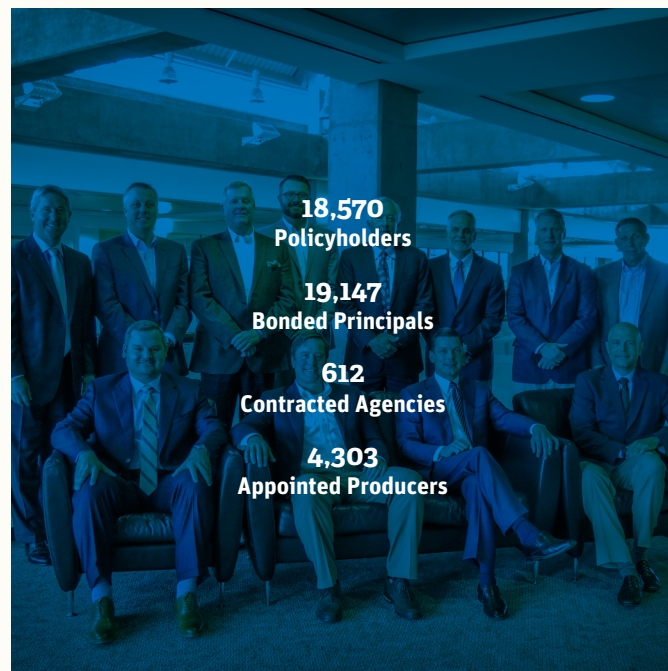 18,570
Policyholders
19,147
Bonded Principals
612
Contracted Agencies
4,303
Appointed Producers